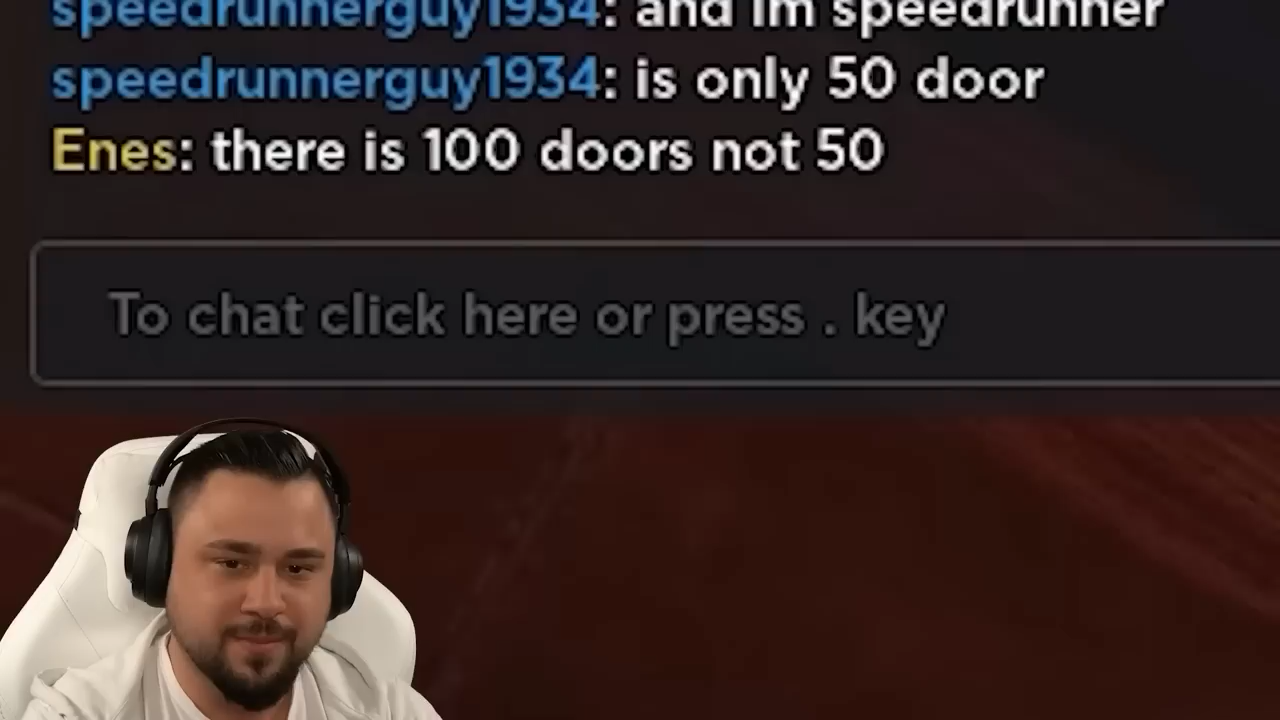 speedrunnerguy1934: and im speedrunner
speedrunnerguy1934: is only 50 door
Enes: there is 100 doors not 50
To chat click here or press . key